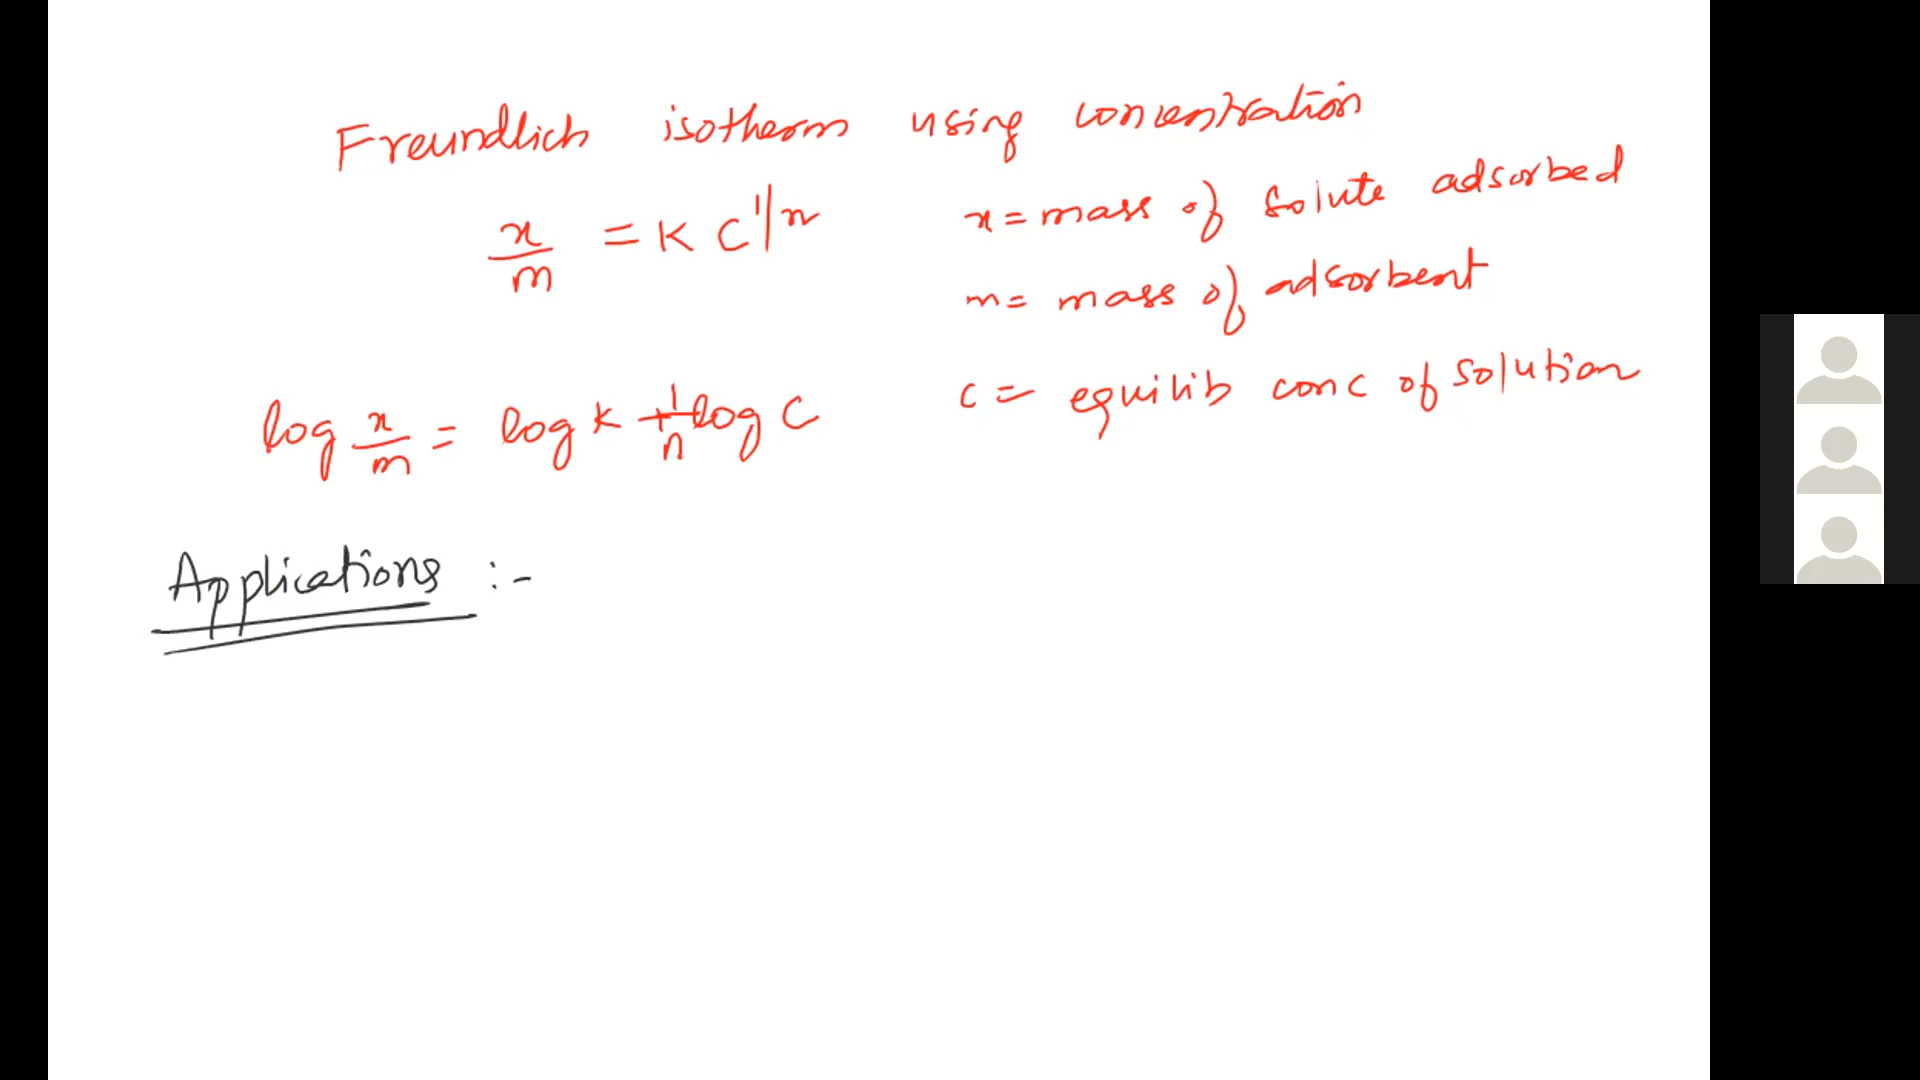 Freundlich isotherm using concentration
x/m = K C^1/n
x = mass of solute adsorbed
m = mass of adsorbent
log x/m = log K + 1/n log C
C = equilib conc of solution
Applications :-